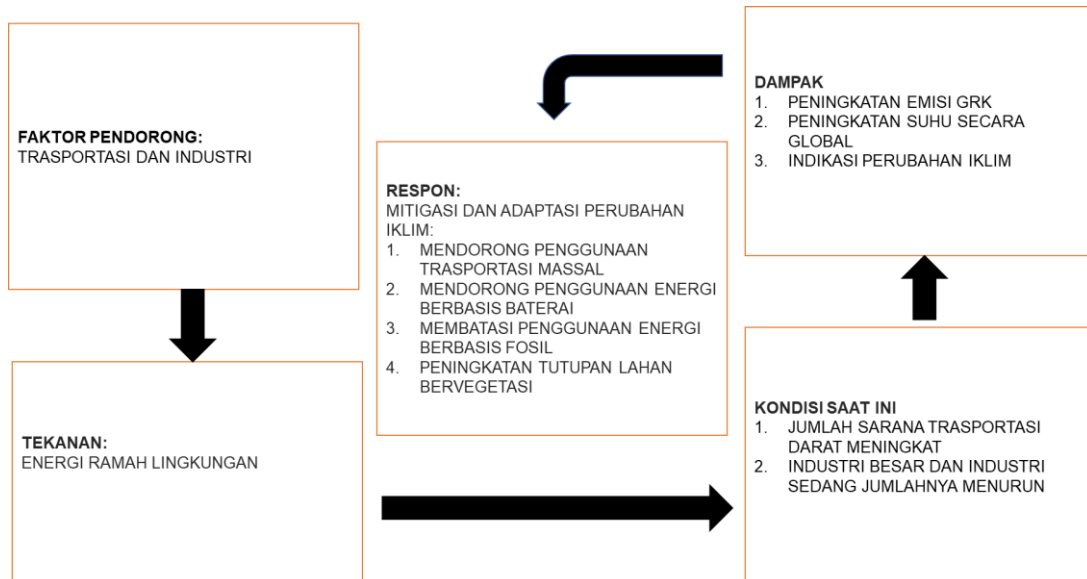 FAKTOR PENDORONG:
TRASPORTASI DAN INDUSTRI
TEKANAN:
ENERGI RAMAH LINGKUNGAN
RESPON:
MITIGASI DAN ADAPTASI PERUBAHAN
IKLIM:
1. MENDORONG PENGGUNAAN
TRASPORTASI MASSAL
2. MENDORONG PENGGUNAAN ENERGI
BERBASIS BATERAI
3. MEMBATASI PENGGUNAAN ENERGI
BERBASIS FOSIL
4. PENINGKATAN TUTUPAN LAHAN
BERVEGETASI
DAMPAK
1. PENINGKATAN EMISI GRK
2. PENINGKATAN SUHU SECARA
GLOBAL
3. INDIKASI PERUBAHAN IKLIM
KONDISI SAAT INI
1. JUMLAH SARANA TRASPORTASI
DARAT MENINGKAT
2. INDUSTRI BESAR DAN INDUSTRI
SEDANG JUMLAHNYA MENURUN